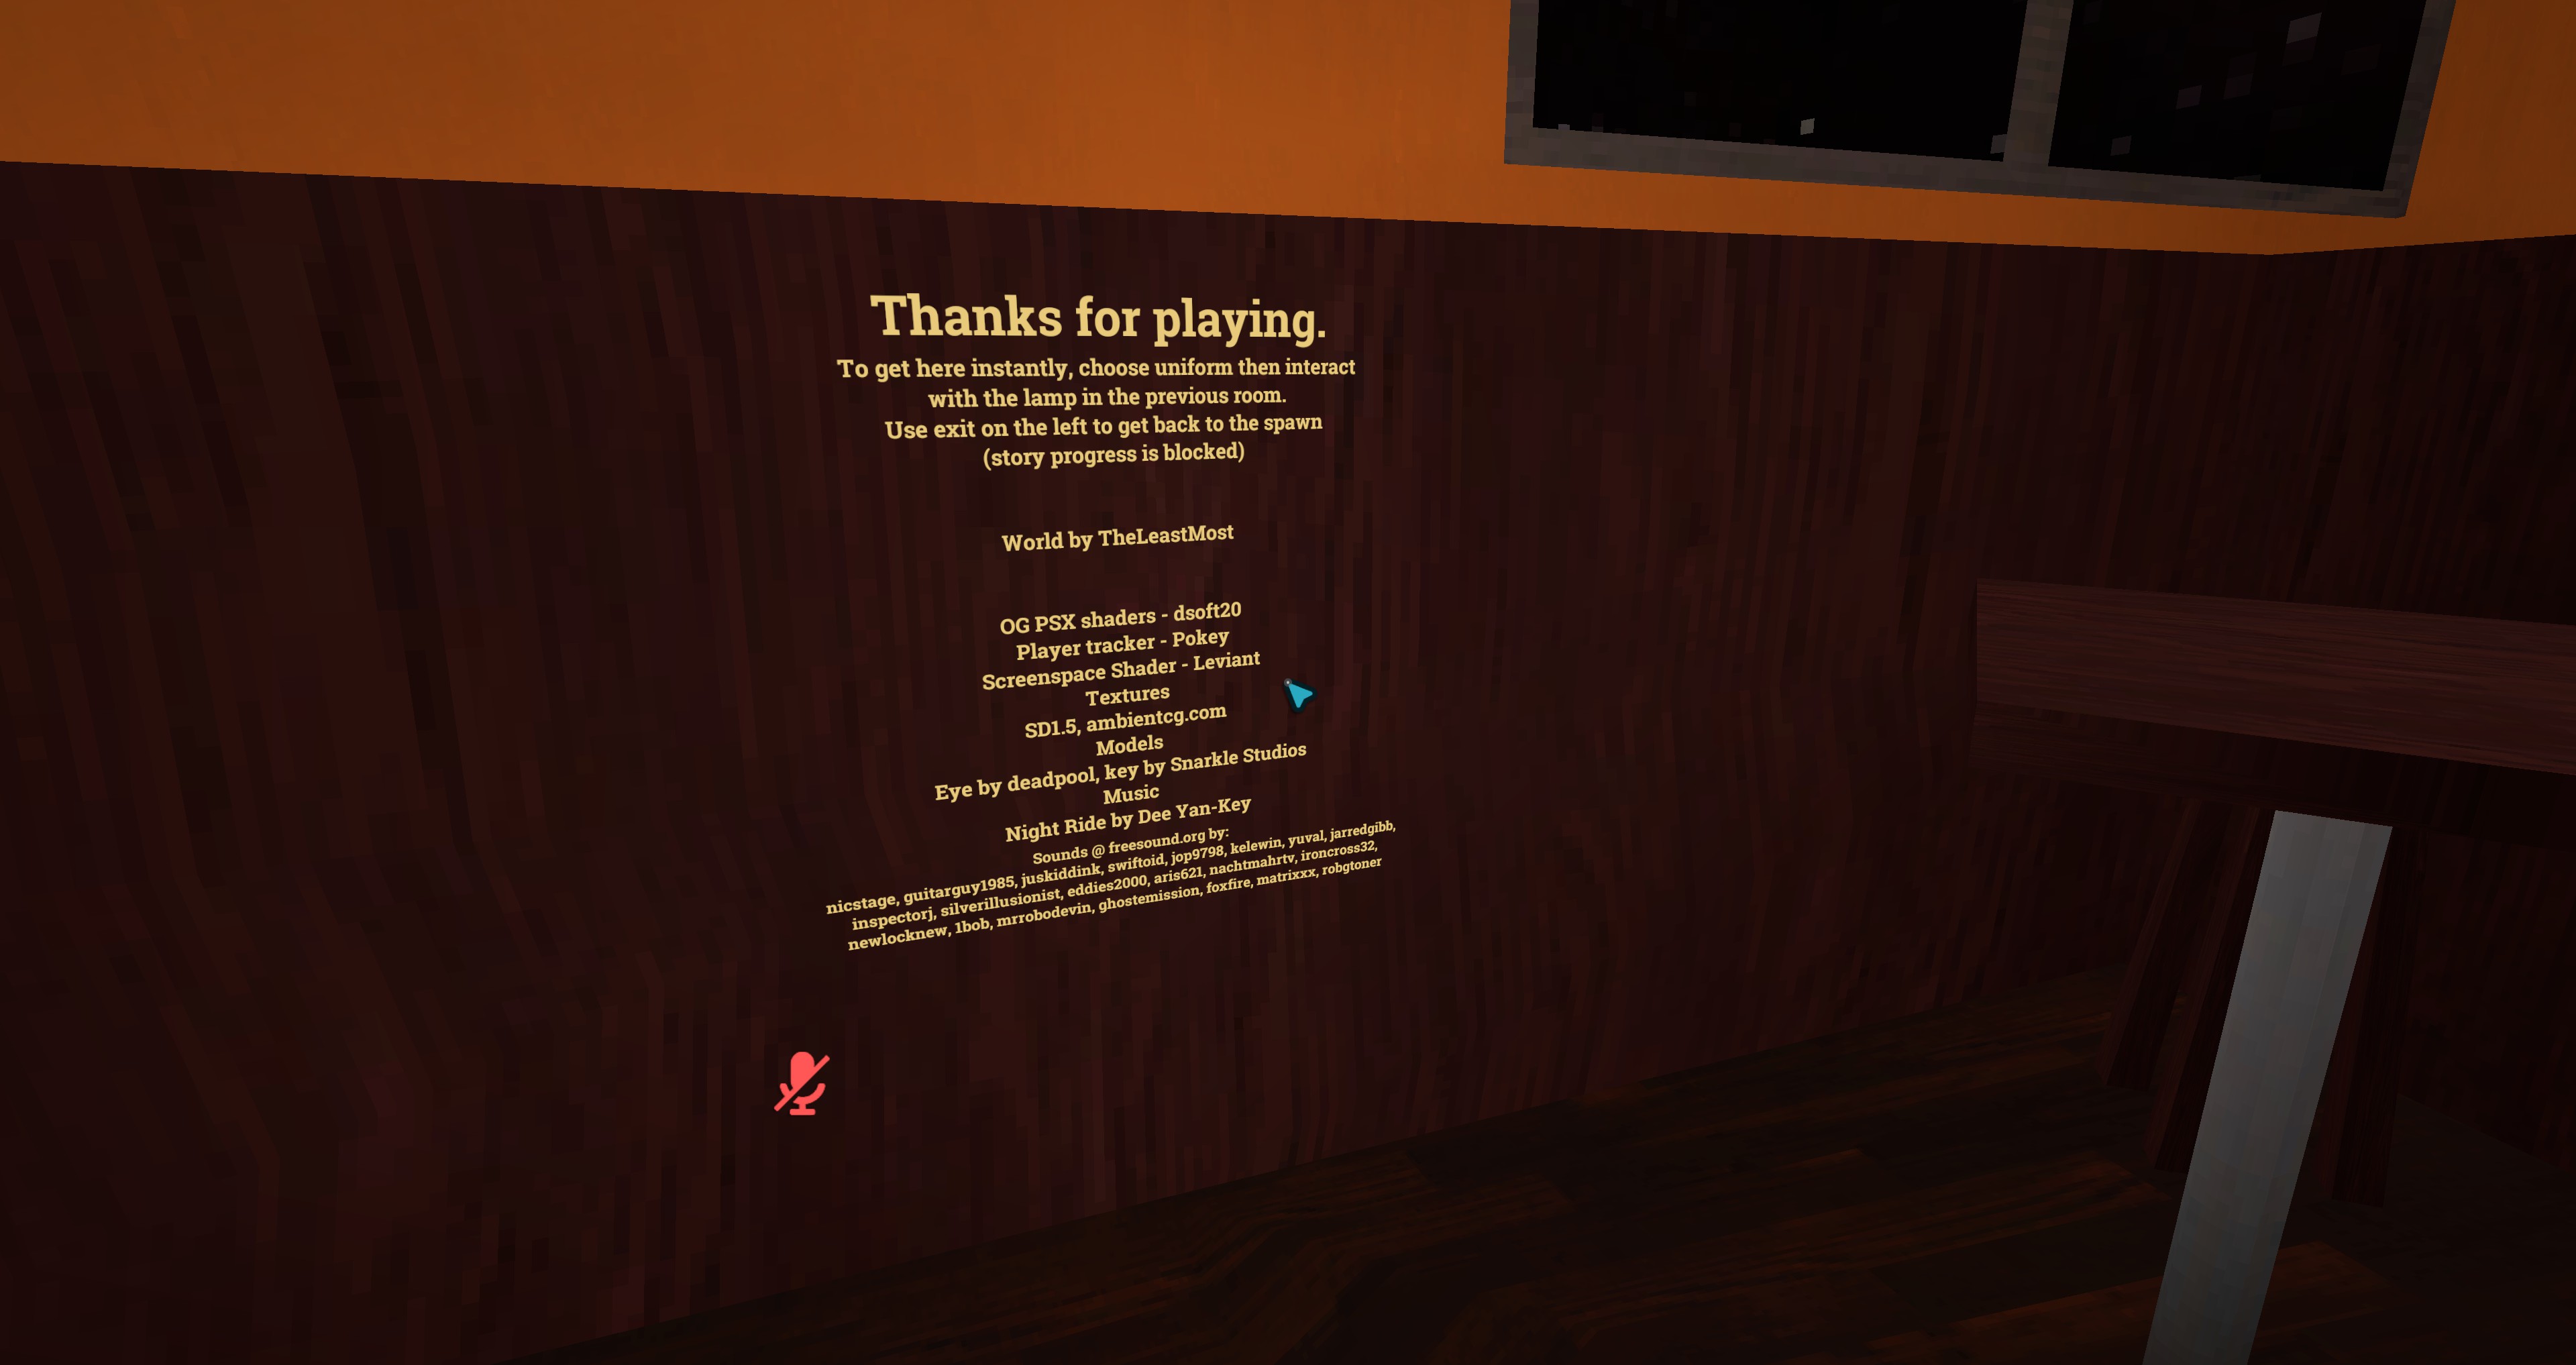 Thanks for playing.
To get here instantly, choose uniform then interact
with the lamp in the previous room.
Use exit on the left to get back to the spawn
(story progress is blocked)
World by TheLeastMost
OG PSX shaders - dsoft20
Player tracker - Pokey
Screenspace Shader - Leviant
Textures
SD1.5, ambientcg.com
Models
Eye by deadpool, key by Snarkle Studios
Music
Night Ride by Dee Yan-Key
Sounds @ freesound.org by:
nicstage, guitarguy1985, juskiddink, swiftoid, jop9798, kelewin, yuval, jarredgibb,
inspectorj, silverillusionist, eddies2000, aris621, nachtmahrtv, ironcross32,
newlocknew, 1bob, mrrobodevin, ghostemission, foxfire, matrixxx, robgtoner